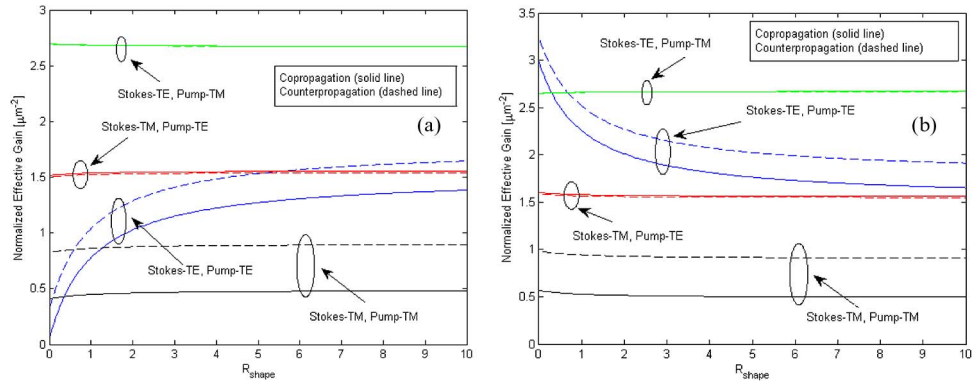 3
2.5
2
1.5
1
0.5
0
0 1 2 3 4 5 6 7 8 9 10
Normalized Effective Gain [μm-2]
Rshape
Stokes-TE, Pump-TM
Copropagation (solid line)
Counterpropagation (dashed line)
(a)
Stokes-TM, Pump-TE
Stokes-TE, Pump-TE
Stokes-TM, Pump-TM
3.5
3
2.5
2
1.5
1
0.5
0
0 1 2 3 4 5 6 7 8 9 10
Normalized Effective Gain [μm-2]
Rshape
Stokes-TE, Pump-TM
Copropagation (solid line)
Counterpropagation (dashed line)
Stokes-TE, Pump-TE
(b)
Stokes-TM, Pump-TE
Stokes-TM, Pump-TM